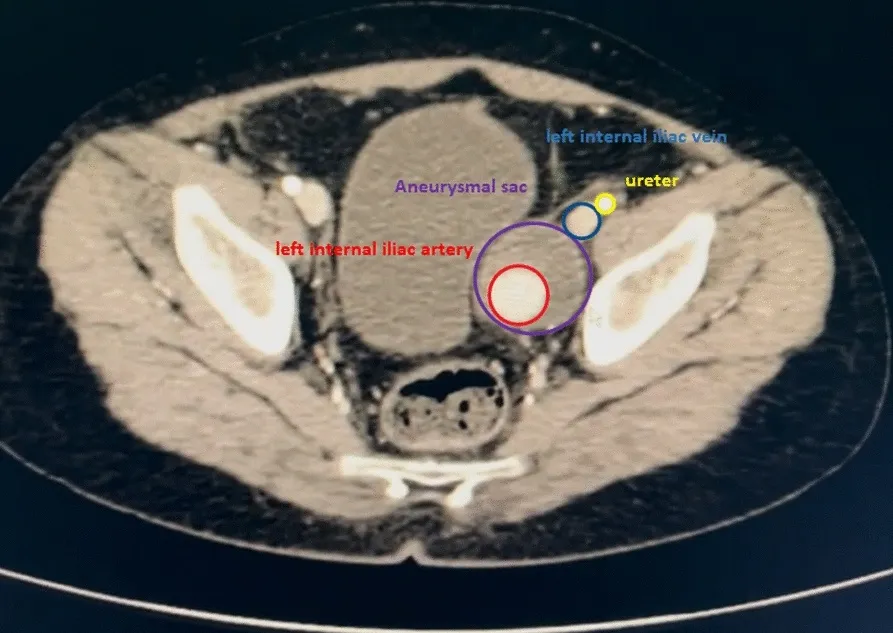 left internal iliac vein
ureter
Aneurysmal sac
left internal iliac artery